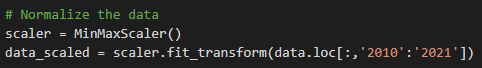 # Normalize the data
scaler = MinMaxScaler()
data_scaled = scaler.fit_transform(data.loc[:,'2010':'2021'])